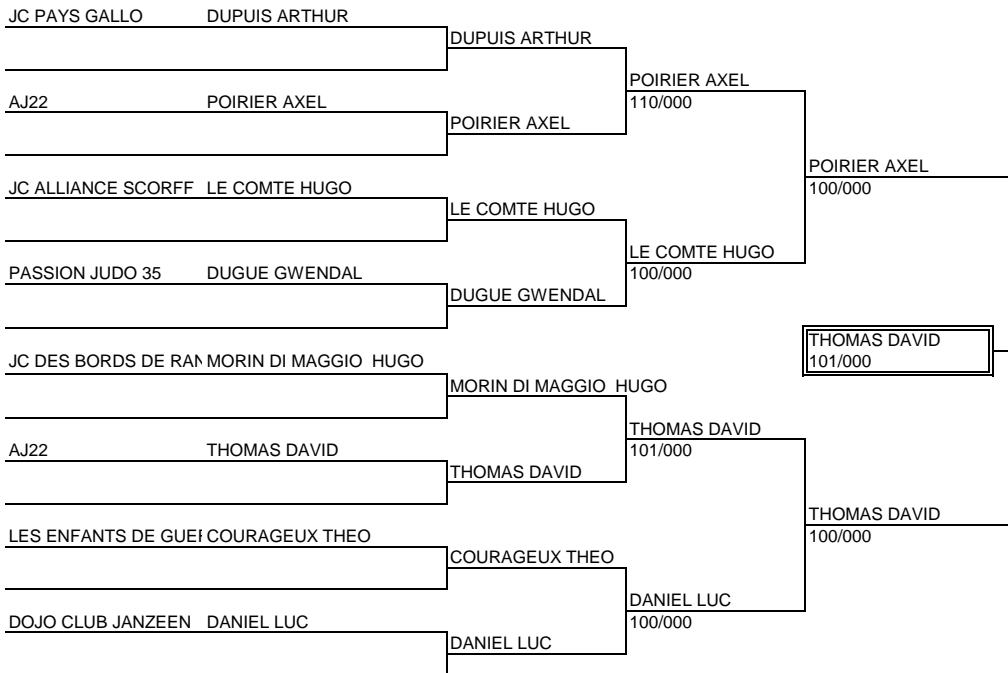 JC PAYS GALLO DUPUIS ARTHUR
DUPUIS ARTHUR
POIRIER AXEL
110/000
AJ22 POIRIER AXEL
POIRIER AXEL
POIRIER AXEL
100/000
JC ALLIANCE SCORFF LE COMTE HUGO
LE COMTE HUGO
LE COMTE HUGO
100/000
PASSION JUDO 35 DUGUE GWENDAL
DUGUE GWENDAL
THOMAS DAVID
101/000
JC DES BORDS DE RAN MORIN DI MAGGIO  HUGO
MORIN DI MAGGIO  HUGO
THOMAS DAVID
101/000
AJ22 THOMAS DAVID
THOMAS DAVID
THOMAS DAVID
100/000
LES ENFANTS DE GUER COURAGEUX THEO
COURAGEUX THEO
DANIEL LUC
100/000
DOJO CLUB JANZEEN DANIEL LUC
DANIEL LUC